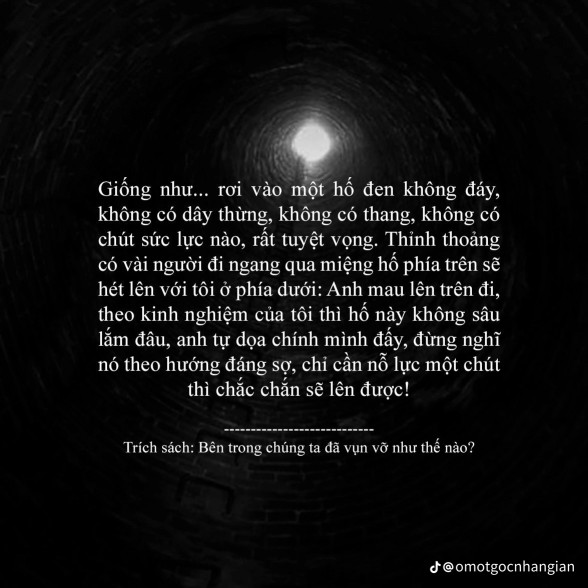 Giống như... rơi vào một hố đen không đáy,
không có dây thừng, không có thang, không có
chút sức lực nào, rất tuyệt vọng. Thỉnh thoảng
có vài người đi ngang qua miệng hố phía trên sẽ
hét lên với tôi ở phía dưới: Anh mau lên trên đi,
theo kinh nghiệm của tôi thì hố này không sâu
lắm đâu, anh tự dọa chính mình đấy, đừng nghĩ
nó theo hướng đáng sợ, chỉ cần nỗ lực một chút
thì chắc chắn sẽ lên được!
----------------------------
Trích sách: Bên trong chúng ta đã vụn vỡ như thế nào?
@omotgocnhangian